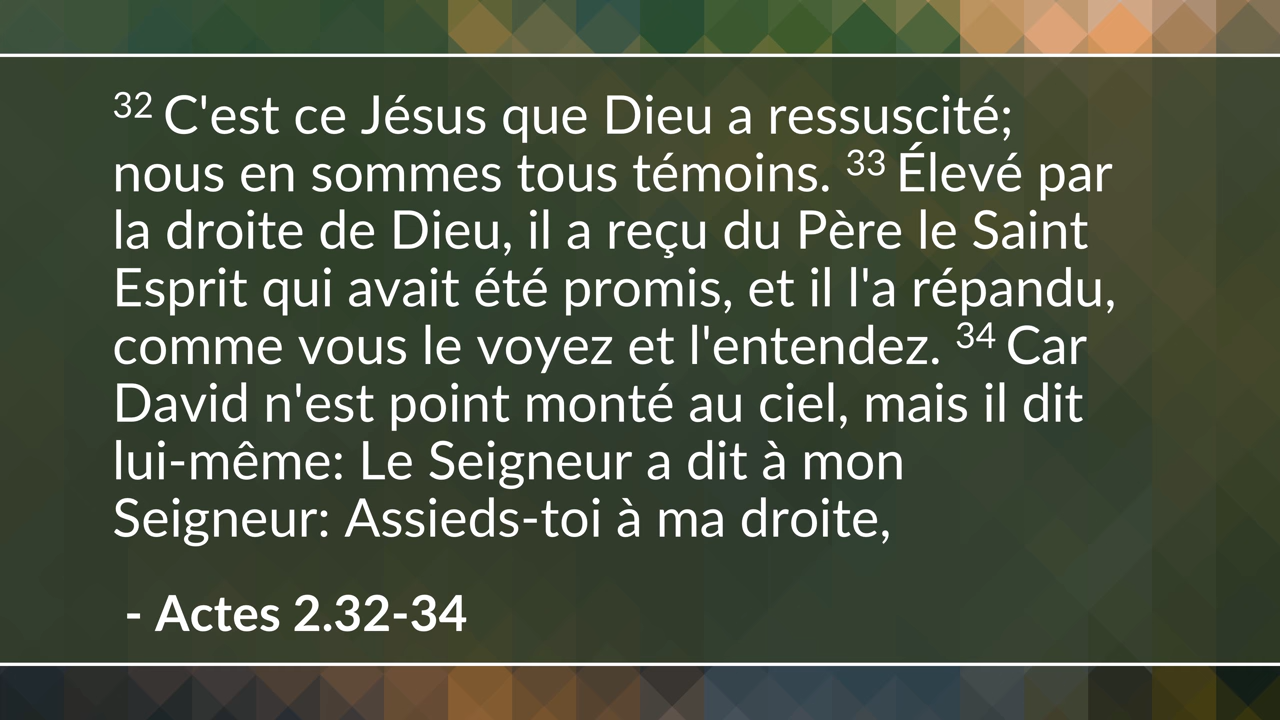 32 C'est ce Jésus que Dieu a ressuscité;
nous en sommes tous témoins. 33 Élevé par
la droite de Dieu, il a reçu du Père le Saint
Esprit qui avait été promis, et il l'a répandu,
comme vous le voyez et l'entendez. 34 Car
David n'est point monté au ciel, mais il dit
lui-même: Le Seigneur a dit à mon
Seigneur: Assieds-toi à ma droite,
- Actes 2.32-34